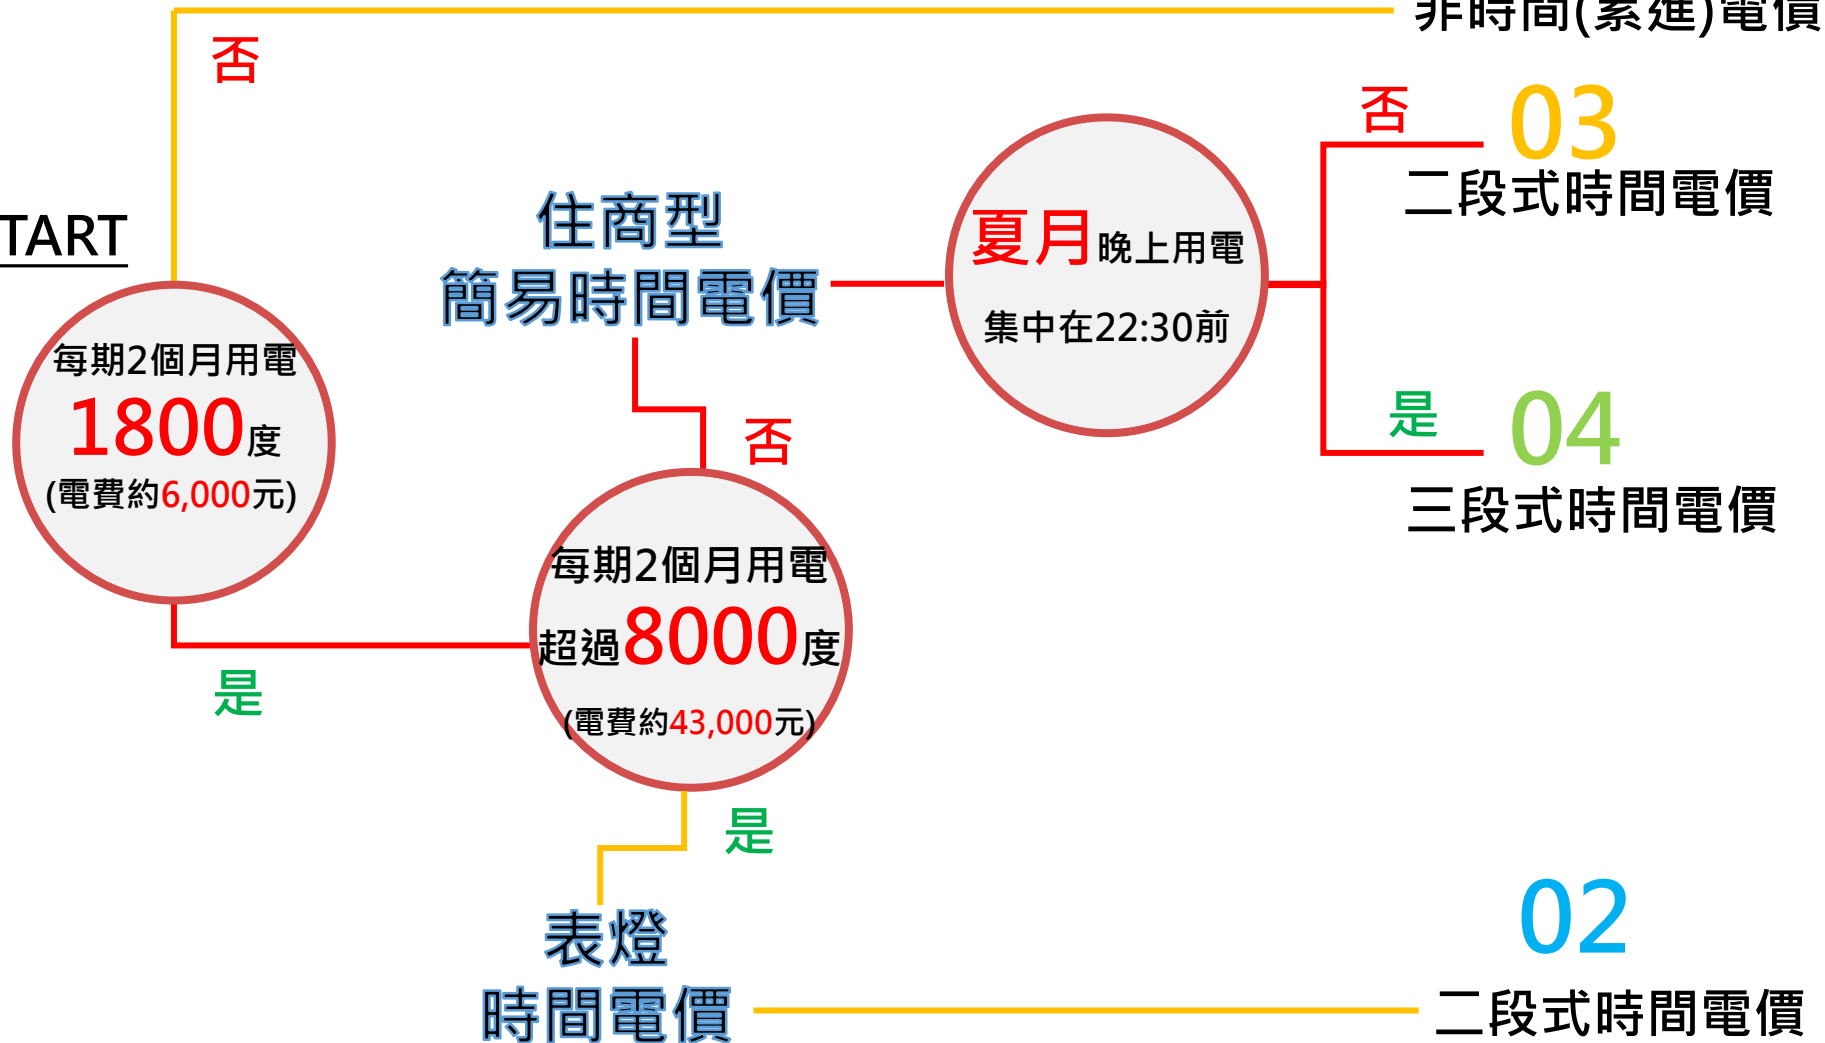 非時間(累進)電價
否
否
03
二段式時間電價
TART
住商型
簡易時間電價
夏月晚上用電
集中在22:30前
每期2個月用電
1800度
(電費約6,000元)
是
04
三段式時間電價
否
每期2個月用電
超過8000度
(電費約43,000元)
是
是
表燈
時間電價
02
二段式時間電價